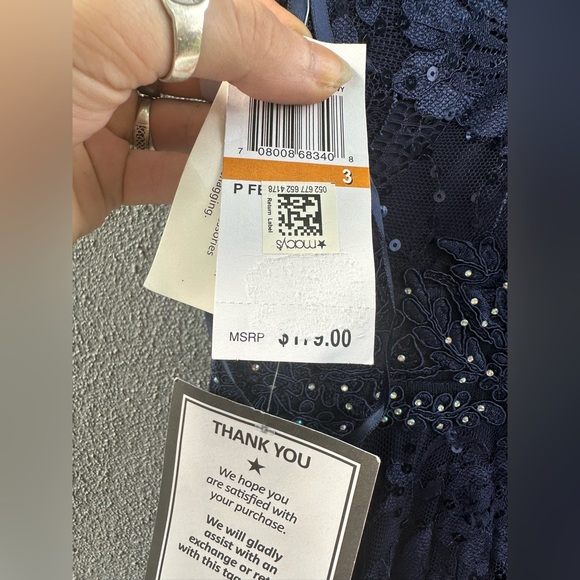 NY
7 08008 68340 8
3
P FE
052 677 652 4178
Return Label
★macy's
MSRP $179.00
THANK YOU
★
We hope you
are satisfied with
your purchase.
We will gladly
assist with an
exchange or ret
with this tag